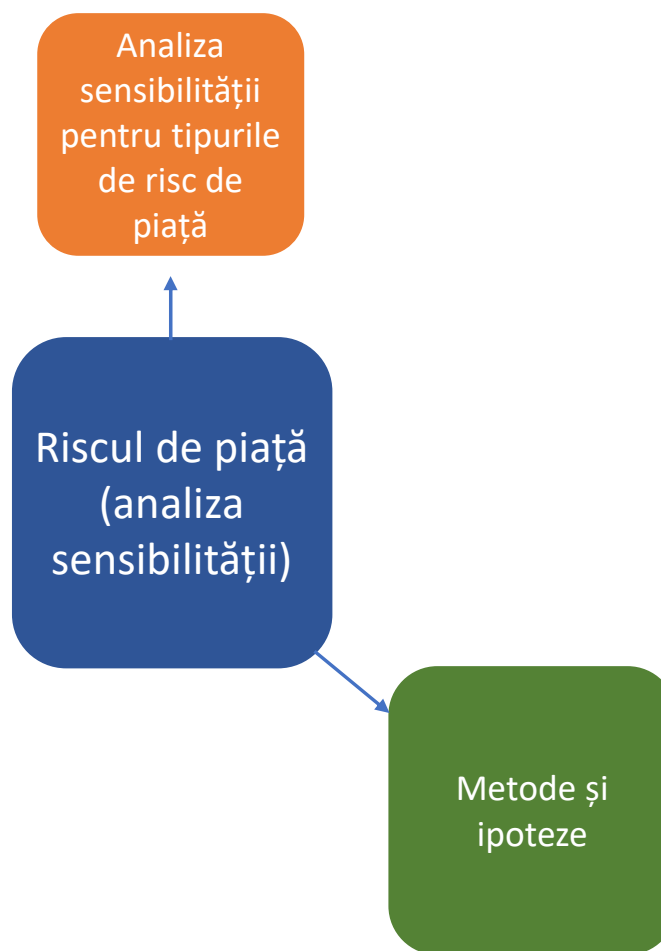 Analiza
sensibilității
pentru tipurile
de risc de
piață
Riscul de piață
(analiza
sensibilității)
Metode și
ipoteze